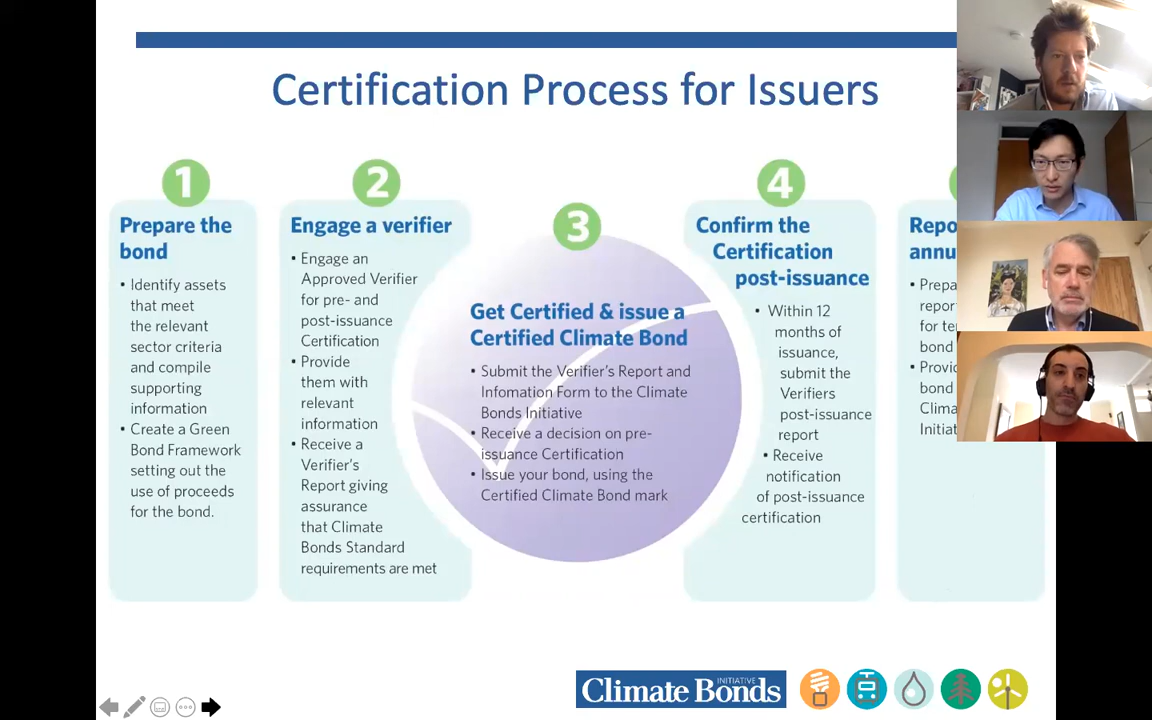 Certification Process for Issuers
1
Prepare the
bond
• Identify assets
that meet
the relevant
sector criteria
and compile
supporting
information
• Create a Green
Bond Framework
setting out the
use of proceeds
for the bond.
2
Engage a verifier
• Engage an
Approved Verifier
for pre- and
post-issuance
Certification
• Provide
them with
relevant
information
• Receive a
Verifier's
Report giving
assurance
that Climate
Bonds Standard
requirements are met
3
Get Certified & issue a
Certified Climate Bond
• Submit the Verifier's Report and
Infomation Form to the Climate
Bonds Initiative
• Receive a decision on pre-
issuance Certification
• Issue your bond, using the
Certified Climate Bond mark
4
Confirm the
Certification
post-issuance
• Within 12
months of
issuance,
submit the
Verifiers
post-issuance
report
• Receive
notification
of post-issuance
certification
•
for
bond
•
bond
Climate Bonds
INITIATIVE